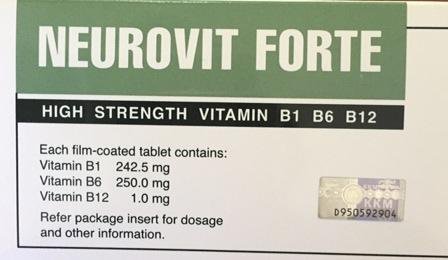 NEUROVIT FORTE
HIGH STRENGTH VITAMIN B1 B6 B12
Each film-coated tablet contains:
Vitamin B1 242.5 mg
Vitamin B6 250.0 mg
Vitamin B12 1.0 mg
Refer package insert for dosage
and other information.
KKM
D950592904